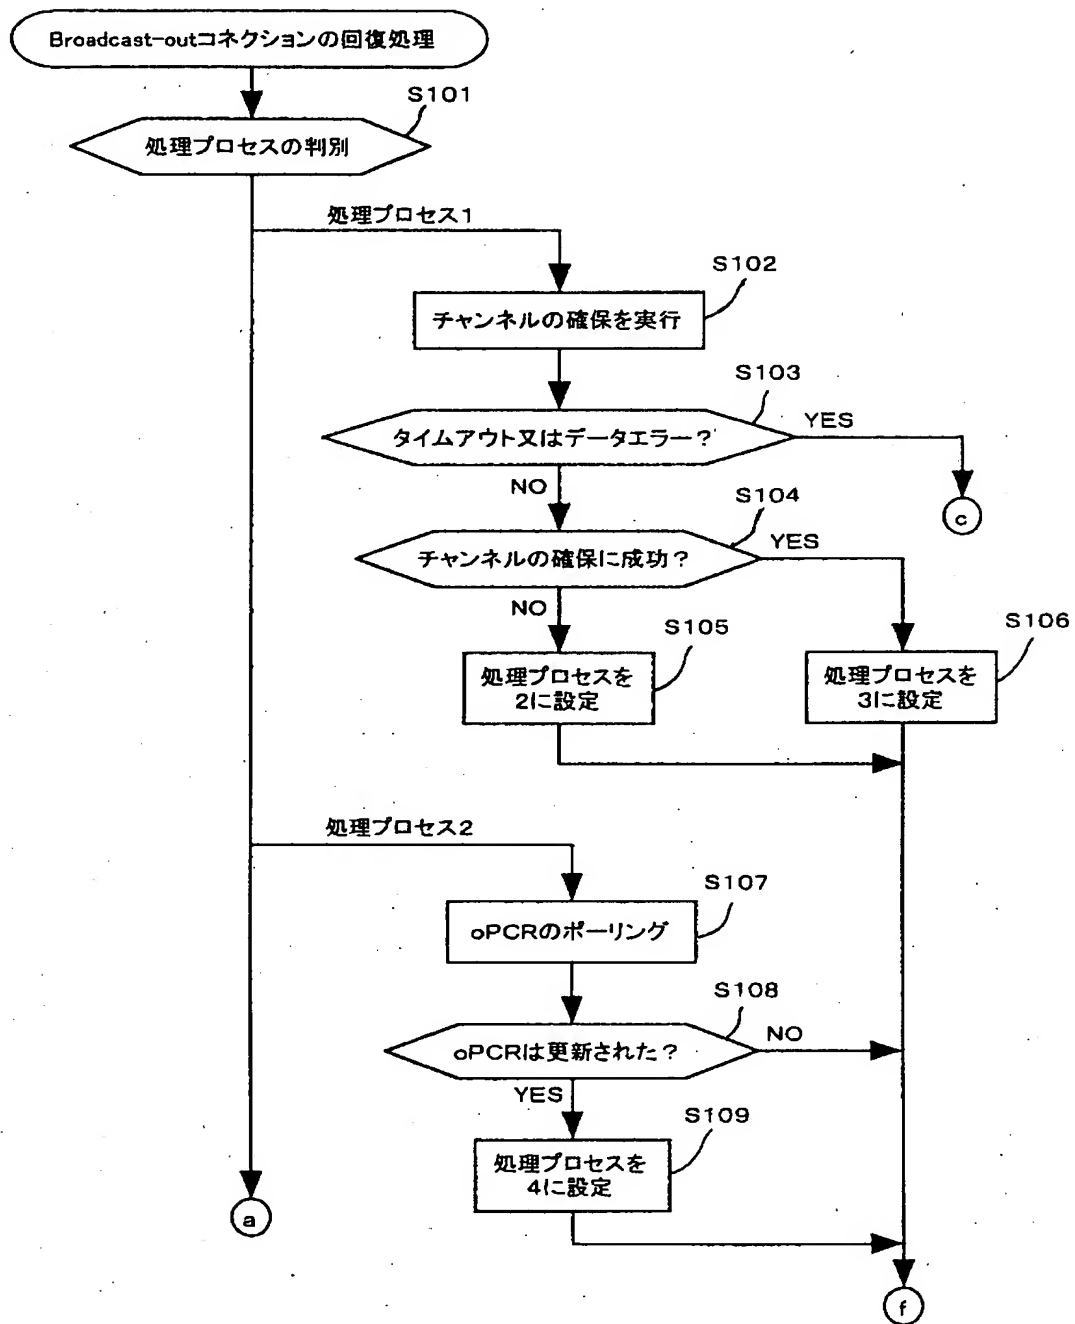 Broadcast-outコネクションの回復処理
S101
処理プロセスの判別
処理プロセス1
S102
チャンネルの確保を実行
S103
タイムアウト又はデータエラー？
YES
NO
c
S104
チャンネルの確保に成功？
YES
NO
S105
S106
処理プロセスを
2に設定
処理プロセスを
3に設定
処理プロセス2
S107
oPCRのポーリング
S108
oPCRは更新された？
NO
YES
S109
処理プロセスを
4に設定
a
f